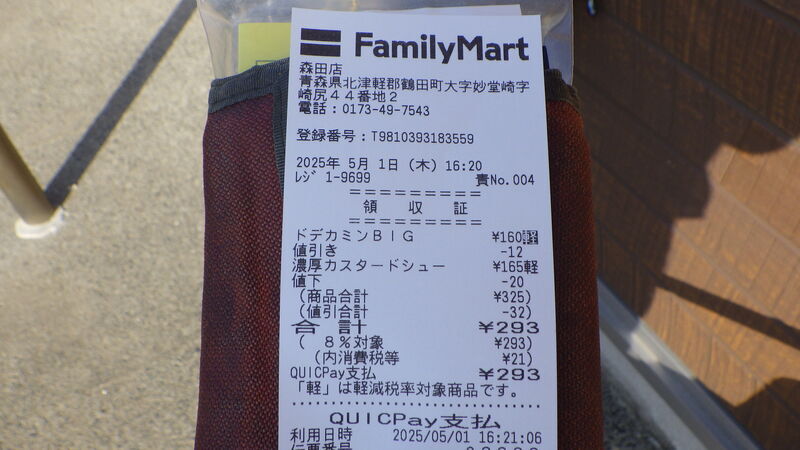 FamilyMart
森田店
青森県北津軽郡鶴田町大字妙堂崎字
崎尻44番地2
電話：0173-49-7543
登録番号：T9810393183559
2025年 5月 1日（木）16:20
ﾚｼﾞ 1-9699 責No.004
=========
領 収 証
=========
ドデカミンBIG ¥160軽
値引き -12
濃厚カスタードシュー ¥165軽
値下 -20
（商品合計 ¥325）
（値引合計 -32）
合 計 ¥293
（ 8％対象 ¥293）
（内消費税等 ¥21）
QUICPay支払 ¥293
「軽」は軽減税率対象商品です。
QUICPay支払
利用日時 2025/05/01 16:21:06
伝票番号